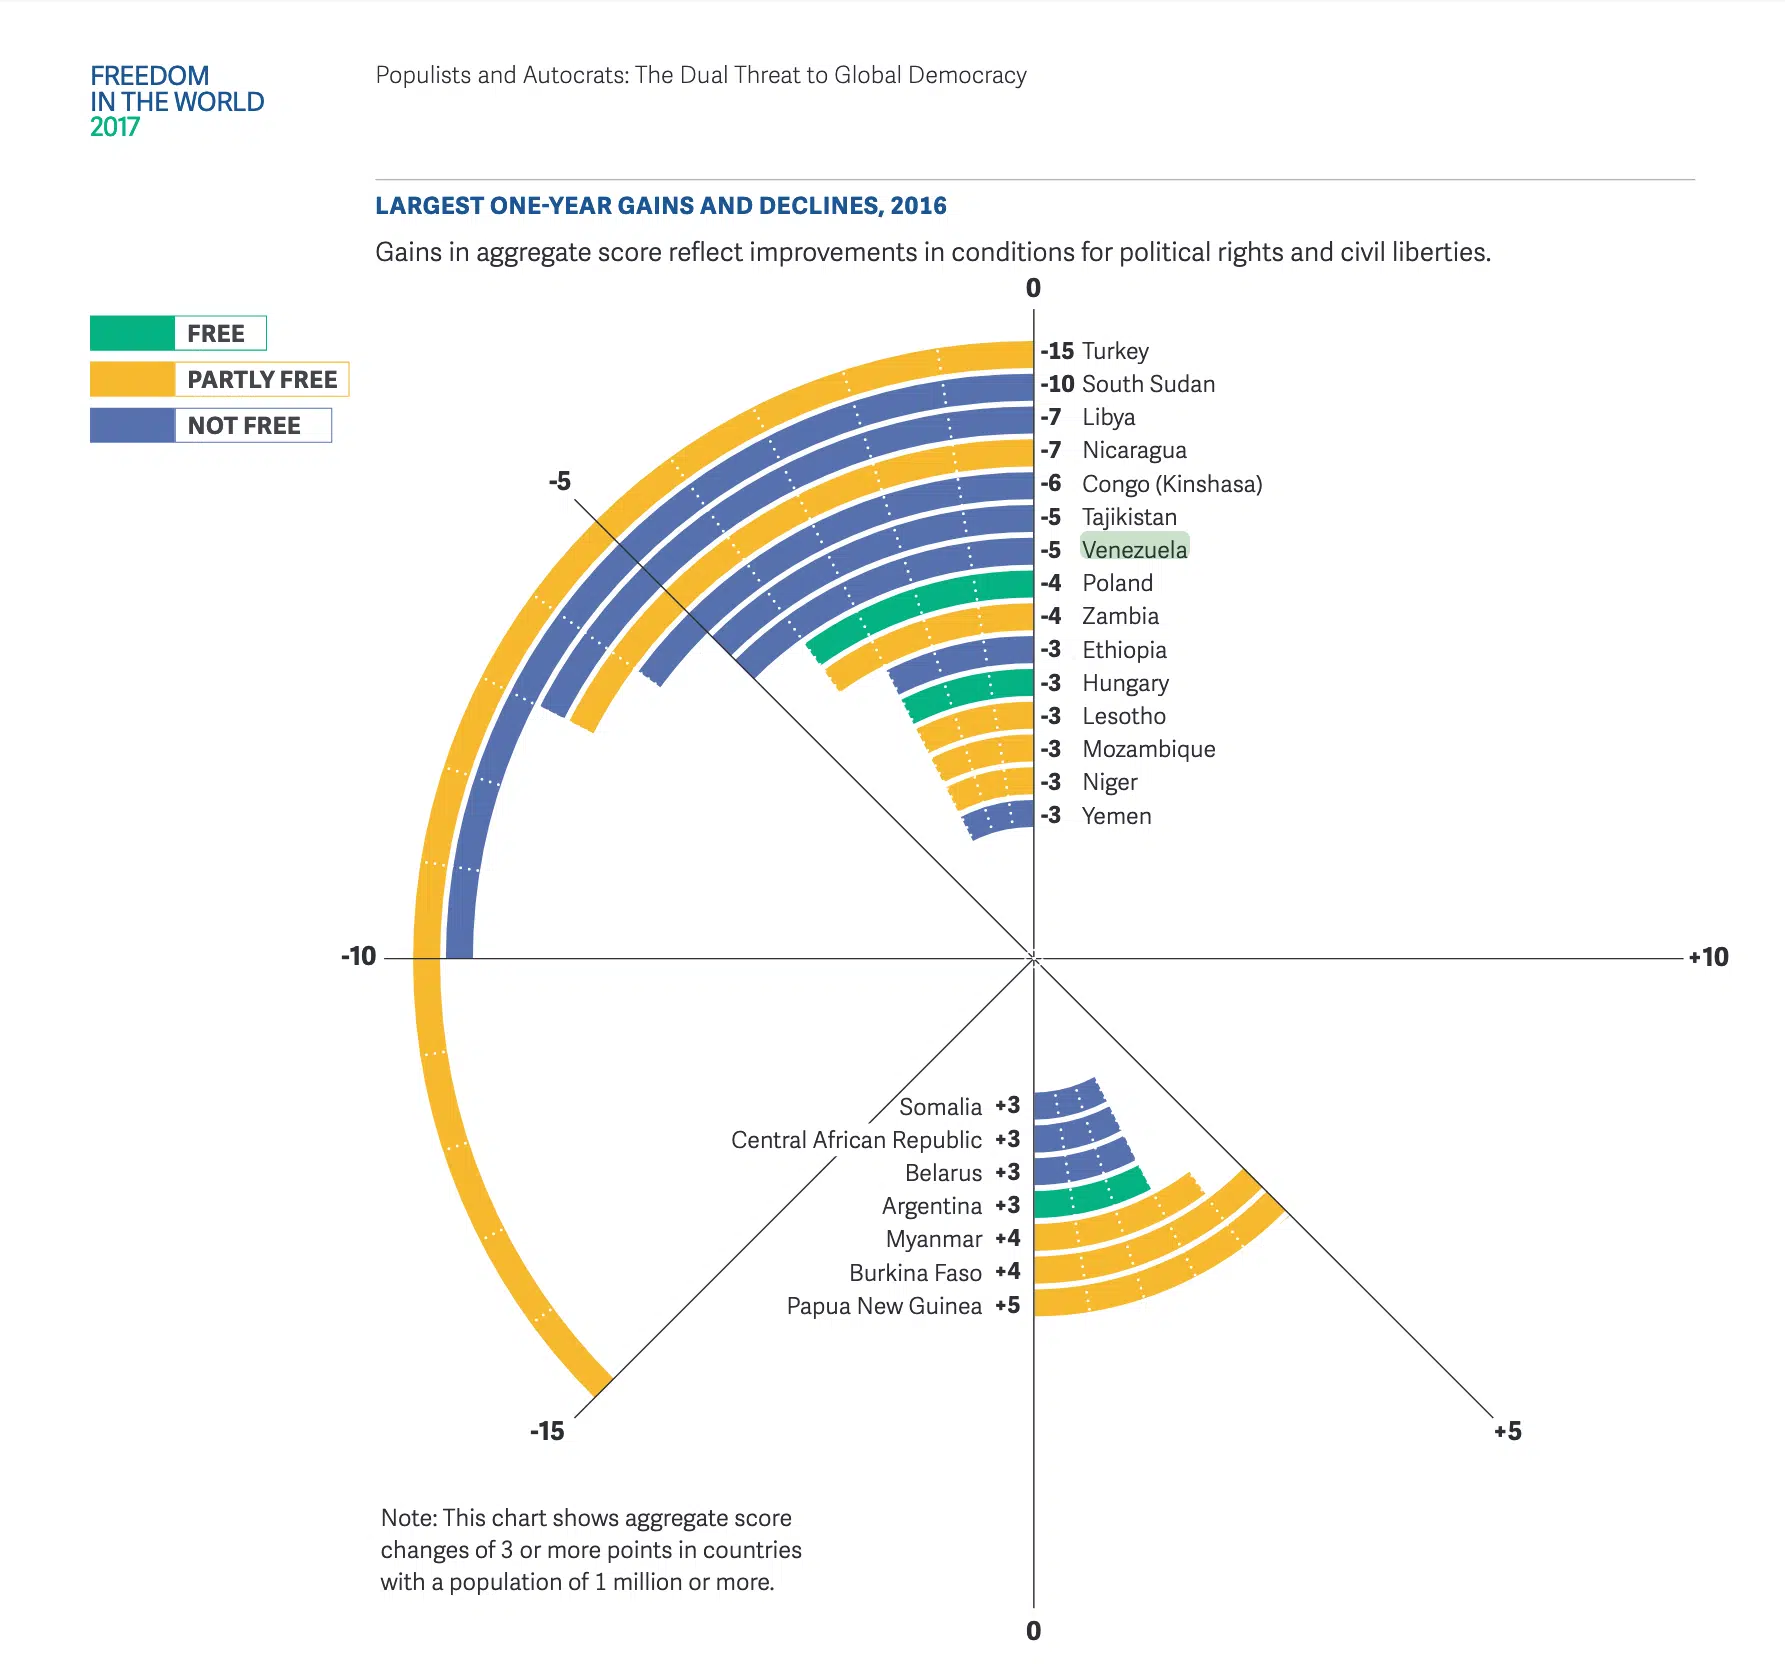 FREEDOM
IN THE WORLD
2017
Populists and Autocrats: The Dual Threat to Global Democracy
LARGEST ONE-YEAR GAINS AND DECLINES, 2016
Gains in aggregate score reflect improvements in conditions for political rights and civil liberties.
FREE
PARTLY FREE
NOT FREE
0
-15 Turkey
-10 South Sudan
-7 Libya
-7 Nicaragua
-6 Congo (Kinshasa)
-5 Tajikistan
-5 Venezuela
-4 Poland
-4 Zambia
-3 Ethiopia
-3 Hungary
-3 Lesotho
-3 Mozambique
-3 Niger
-3 Yemen
-5
-10
+10
Somalia +3
Central African Republic +3
Belarus +3
Argentina +3
Myanmar +4
Burkina Faso +4
Papua New Guinea +5
-15
+5
Note: This chart shows aggregate score
changes of 3 or more points in countries
with a population of 1 million or more.
0